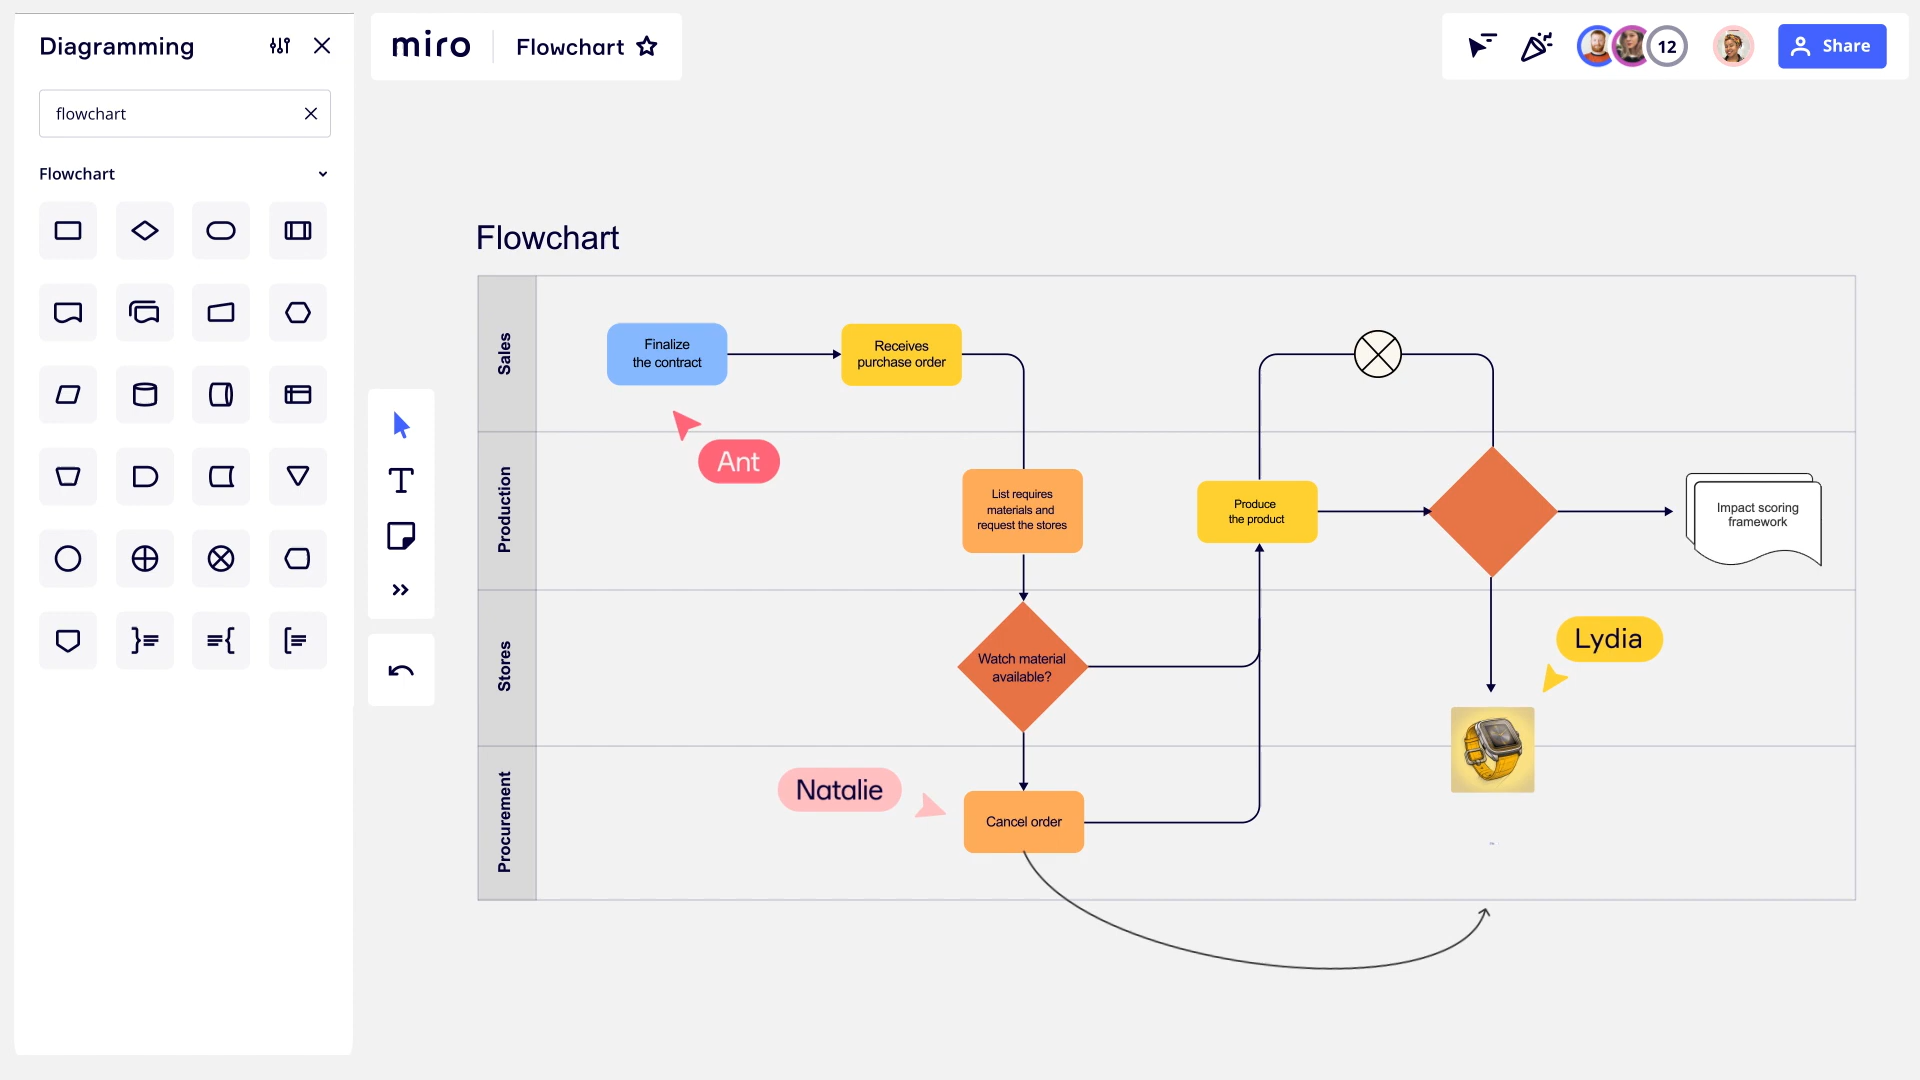 Diagramming
flowchart
Flowchart
miro
Flowchart
12
Share
Flowchart
Sales
Finalize
the contract
Receives
purchase order
Ant
Production
List requires
materials and
request the stores
Produce
the product
Impact scoring
framework
Stores
Watch material
available?
Lydia
Procurement
Natalie
Cancel order